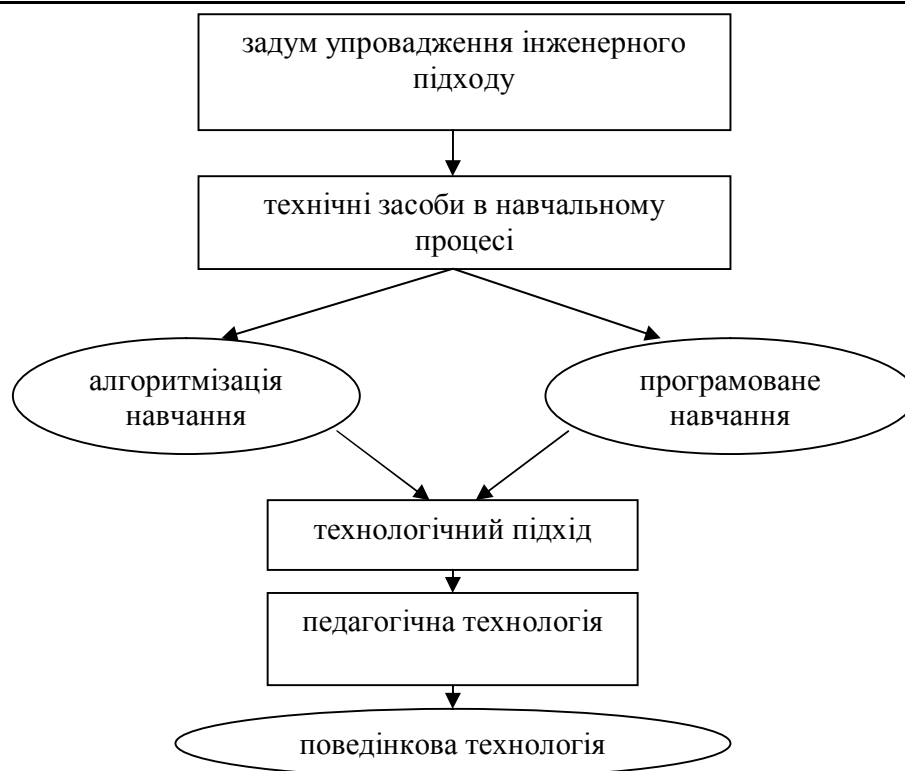 задум упровадження інженерного
підходу
технічні засоби в навчальному
процесі
алгоритмізація
навчання
програмоване
навчання
технологічний підхід
педагогічна технологія
поведінкова технологія